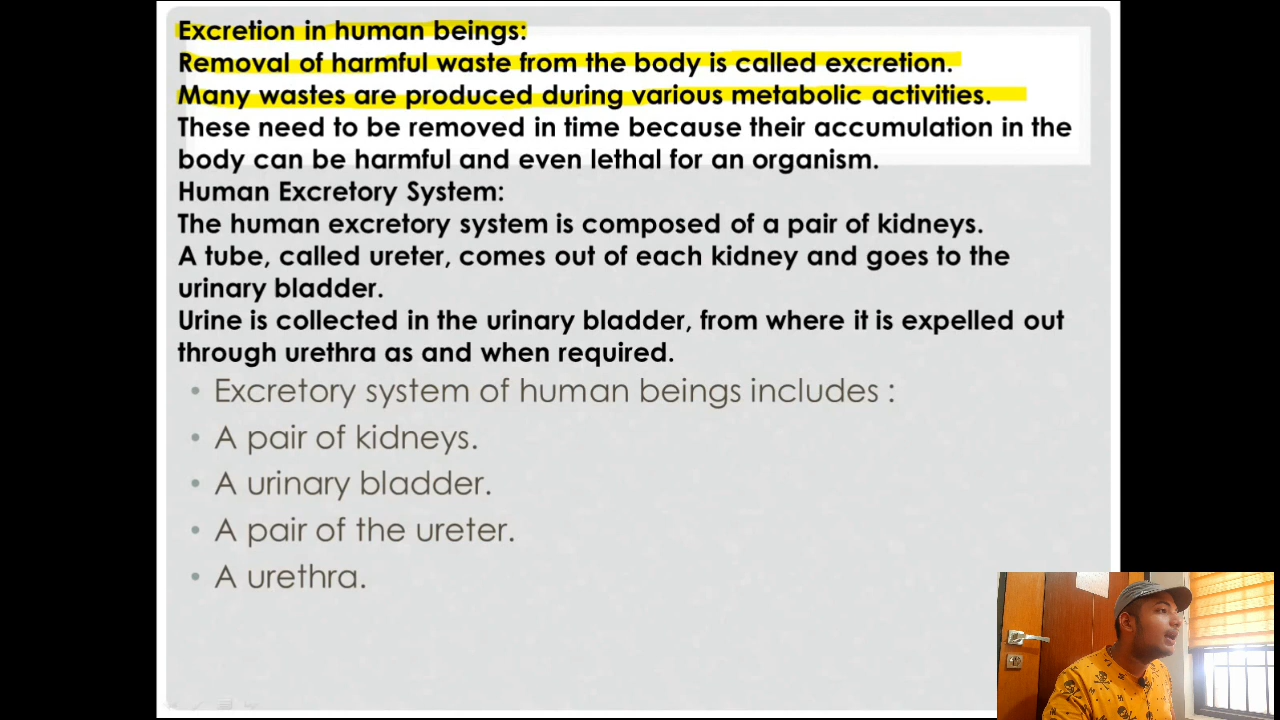 Excretion in human beings:
Removal of harmful waste from the body is called excretion.
Many wastes are produced during various metabolic activities.
These need to be removed in time because their accumulation in the
body can be harmful and even lethal for an organism.
Human Excretory System:
The human excretory system is composed of a pair of kidneys.
A tube, called ureter, comes out of each kidney and goes to the
urinary bladder.
Urine is collected in the urinary bladder, from where it is expelled out
through urethra as and when required.
• Excretory system of human beings includes :
• A pair of kidneys.
• A urinary bladder.
• A pair of the ureter.
• A urethra.